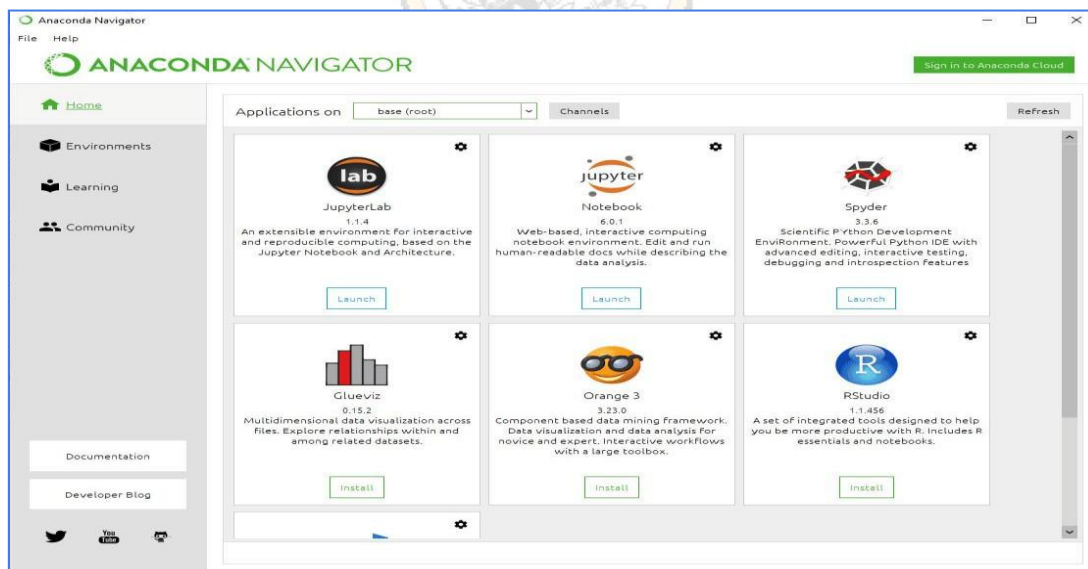 Anaconda Navigator
File Help
ANACONDA NAVIGATOR
Sign in to Anaconda Cloud
Home
Environments
Learning
Community
Documentation
Developer Blog
You
Tube
Applications on base (root) Channels Refresh
lab
JupyterLab
1.1.4
An extensible environment for interactive
and reproducible computing, based on the
Jupyter Notebook and Architecture.
Launch
jupyter
Notebook
6.0.1
Web-based, interactive computing
notebook environment. Edit and run
human-readable docs while describing the
data analysis.
Launch
Spyder
3.3.6
Scientific PYthon Development
EnviRonment. Powerful Python IDE with
advanced editing, interactive testing,
debugging and introspection features
Launch
Glueviz
0.15.2
Multidimensional data visualization across
files. Explore relationships within and
among related datasets.
Install
Orange 3
3.23.0
Component based data mining framework.
Data visualization and data analysis for
novice and expert. Interactive workflows
with a large toolbox.
Install
R
RStudio
1.1.456
A set of integrated tools designed to help
you be more productive with R. Includes R
essentials and notebooks.
Install